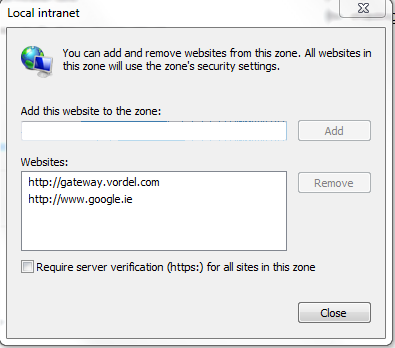 Local intranet
You can add and remove websites from this zone. All websites in
this zone will use the zone's security settings.
Add this website to the zone:
Add
Websites:
http://gateway.vordel.com
http://www.google.ie
Remove
Require server verification (https:) for all sites in this zone
Close